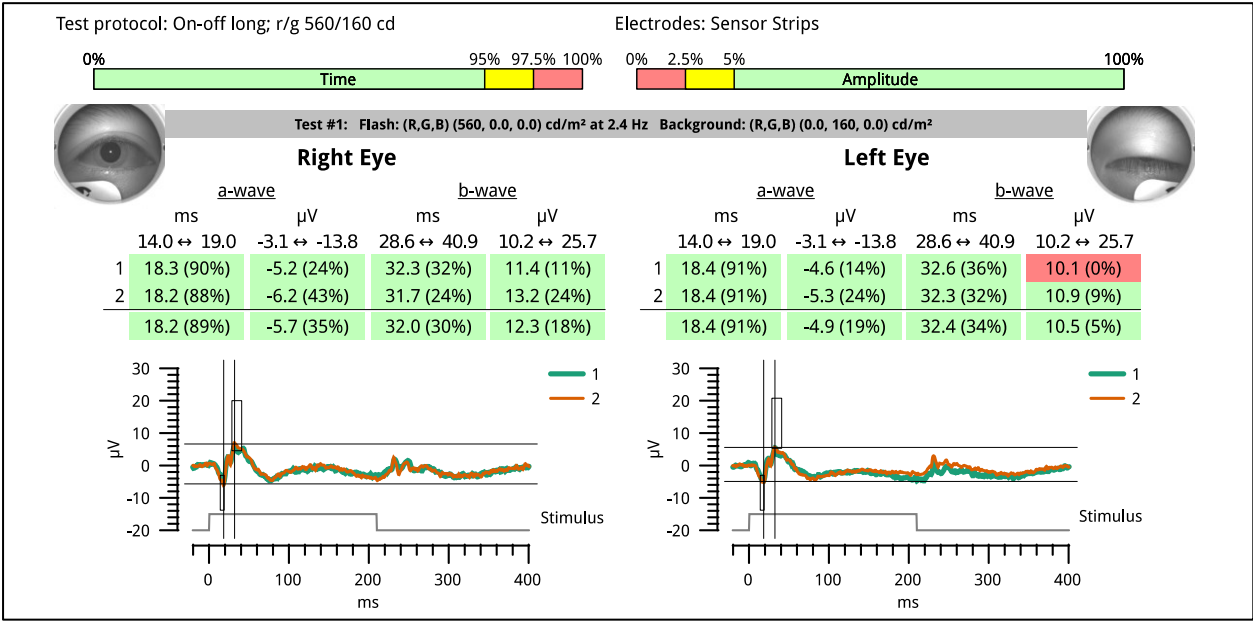 Test protocol: On-off long; r/g 560/160 cd Electrodes: Sensor Strips
0% 95% 97.5% 100% 0% 2.5% 5% 100%
Time Amplitude
Test #1: Flash: (R,G,B) (560, 0.0, 0.0) cd/m² at 2.4 Hz Background: (R,G,B) (0.0, 160, 0.0) cd/m²
Right Eye Left Eye
a-wave b-wave a-wave b-wave
ms µV ms µV ms µV ms µV
14.0 ↔ 19.0 -3.1 ↔ -13.8 28.6 ↔ 40.9 10.2 ↔ 25.7 14.0 ↔ 19.0 -3.1 ↔ -13.8 28.6 ↔ 40.9 10.2 ↔ 25.7
1 18.3 (90%) -5.2 (24%) 32.3 (32%) 11.4 (11%) 1 18.4 (91%) -4.6 (14%) 32.6 (36%) 10.1 (0%)
2 18.2 (88%) -6.2 (43%) 31.7 (24%) 13.2 (24%) 2 18.4 (91%) -5.3 (24%) 32.3 (32%) 10.9 (9%)
18.2 (89%) -5.7 (35%) 32.0 (30%) 12.3 (18%) 18.4 (91%) -4.9 (19%) 32.4 (34%) 10.5 (5%)
30 1 30 1
20 2 20 2
10 10
µV µV
0 0
-10 -10
-20 Stimulus -20 Stimulus
0 100 200 300 400 0 100 200 300 400
ms ms